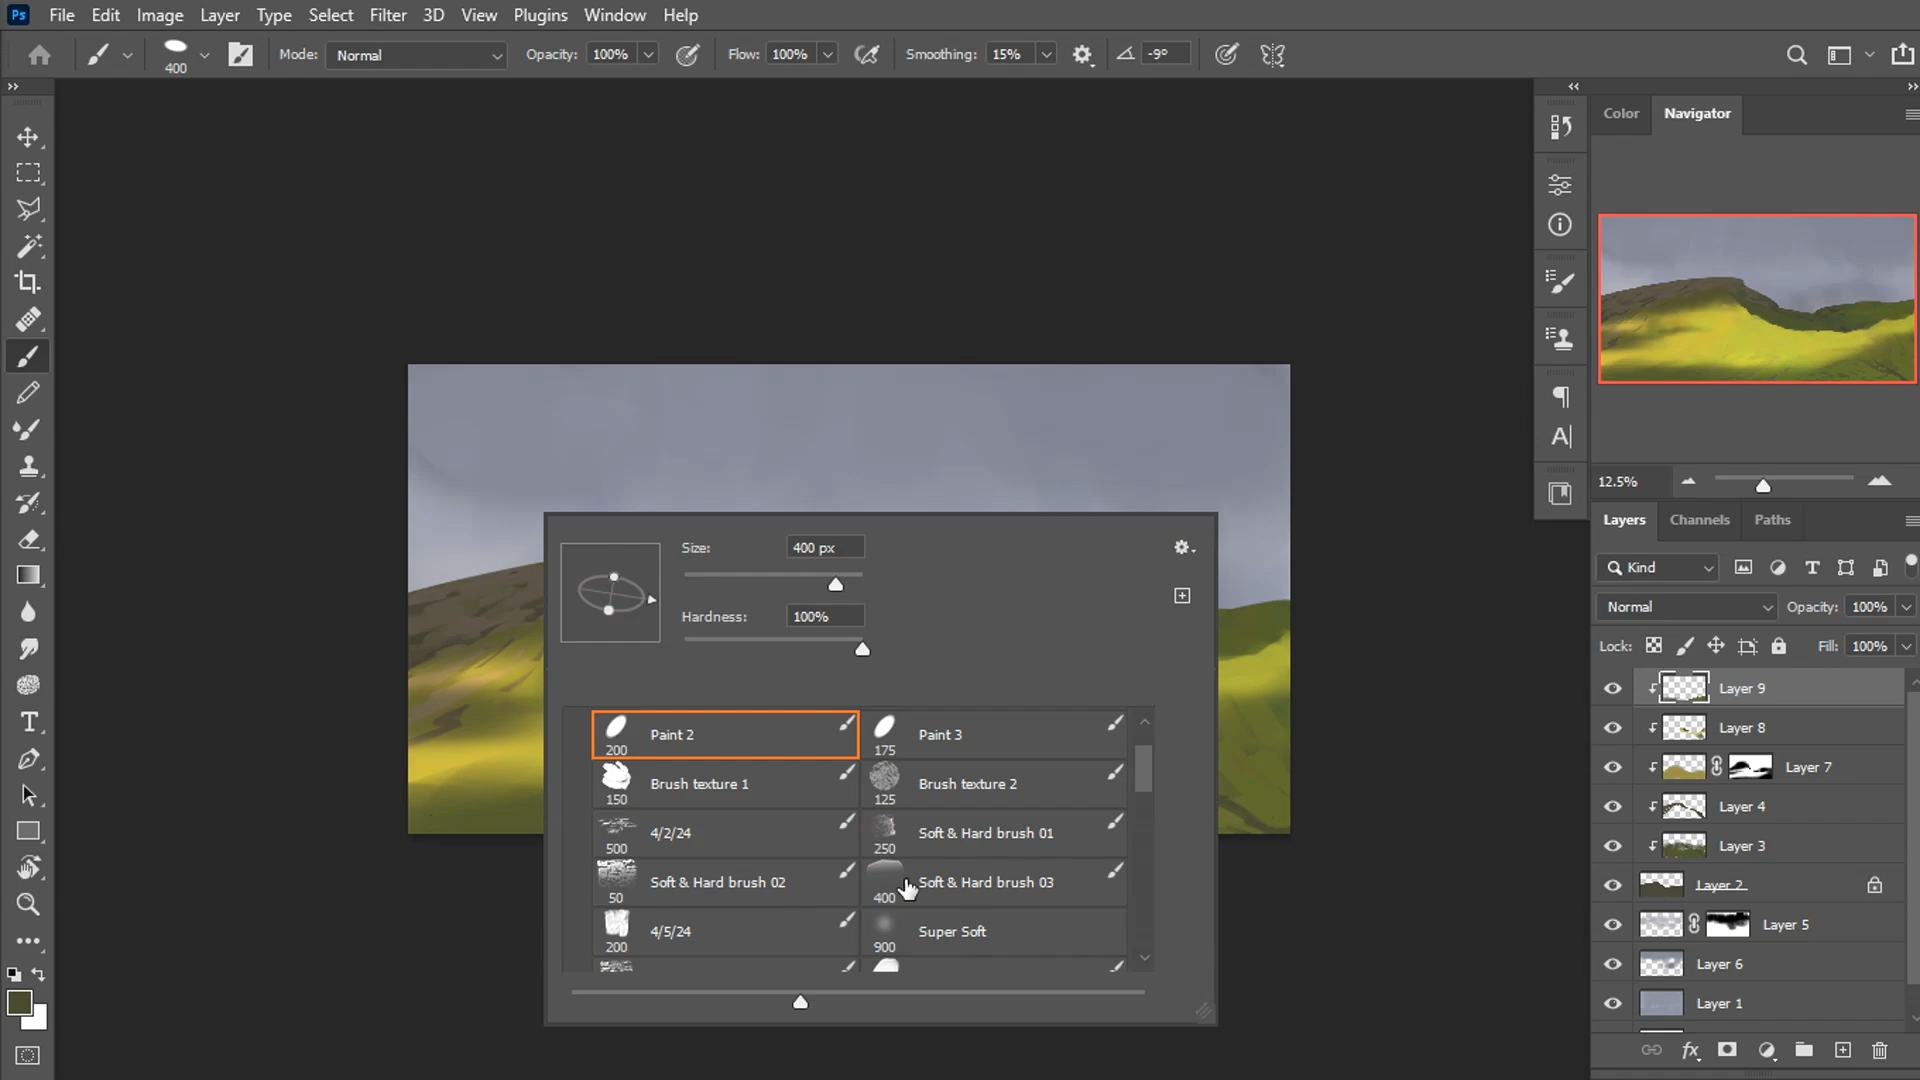 Ps File Edit Image Layer Type Select Filter 3D View Plugins Window Help
400 Mode: Normal Opacity: 100% Flow: 100% Smoothing: 15% -9°
Color Navigator
12.5%
Layers Channels Paths
Kind
Normal Opacity: 100%
Lock: Fill: 100%
Layer 9
Layer 8
Layer 7
Layer 4
Layer 3
Layer 2
Layer 5
Layer 6
Layer 1
Size: 400 px
Hardness: 100%
200 Paint 2 175 Paint 3
150 Brush texture 1 125 Brush texture 2
500 4/2/24 250 Soft & Hard brush 01
50 Soft & Hard brush 02 400 Soft & Hard brush 03
200 4/5/24 900 Super Soft